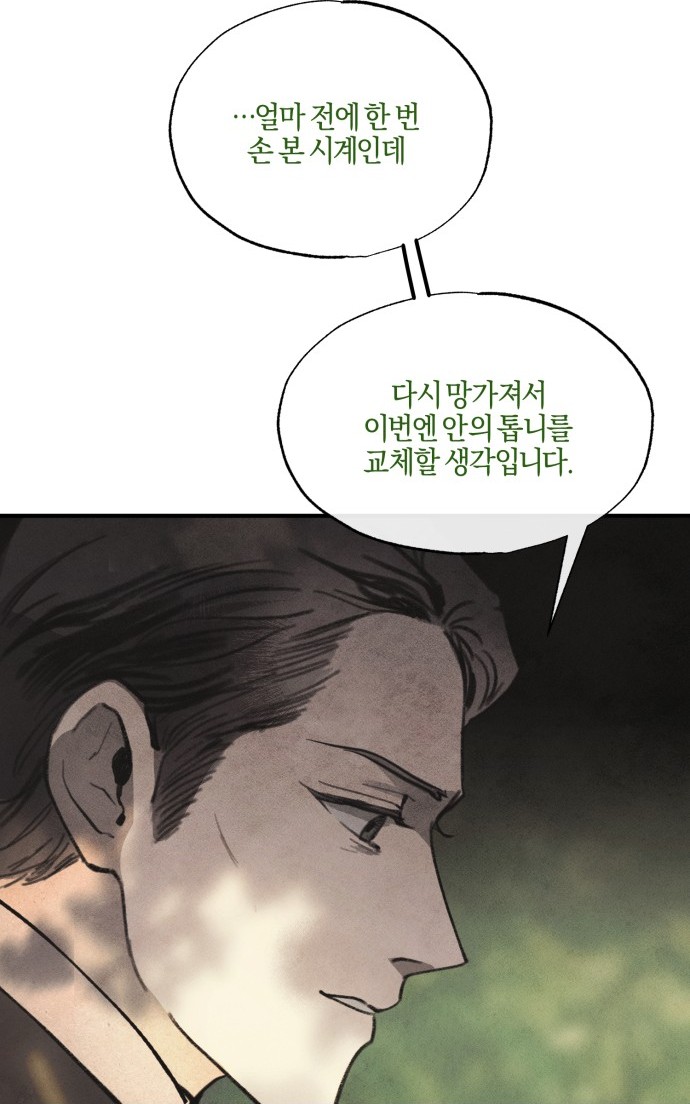 …얼마 전에 한 번
손 본 시계인데
다시 망가져서
이번엔 안의 톱니를
교체할 생각입니다.